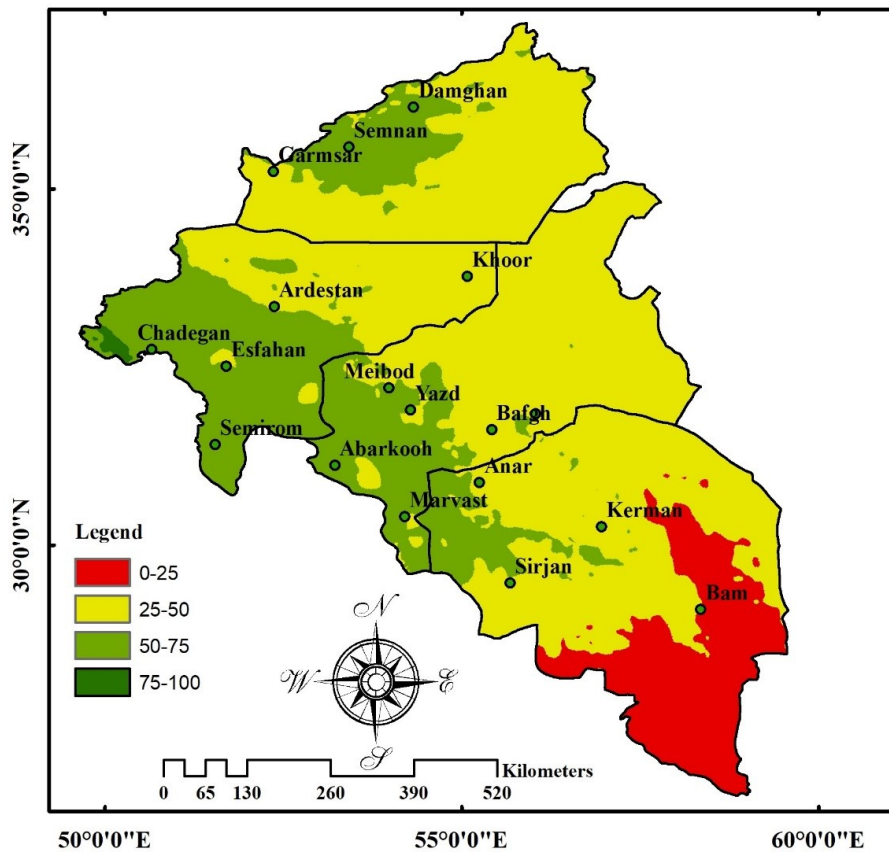 Damghan
Semnan
Garmsar
35°0'0"N
Khoor
Ardestan
Chadegan
Esfahan
Meibod
Yazd
Bafgh
Semirom
Abarkooh
Anar
Marvast
Kerman
30°0'0"N
Legend
Sirjan
0-25
Bam
25-50
N
50-75
75-100
W
E
S
Kilometers
0 65 130 260 390 520
50°0'0"E 55°0'0"E 60°0'0"E